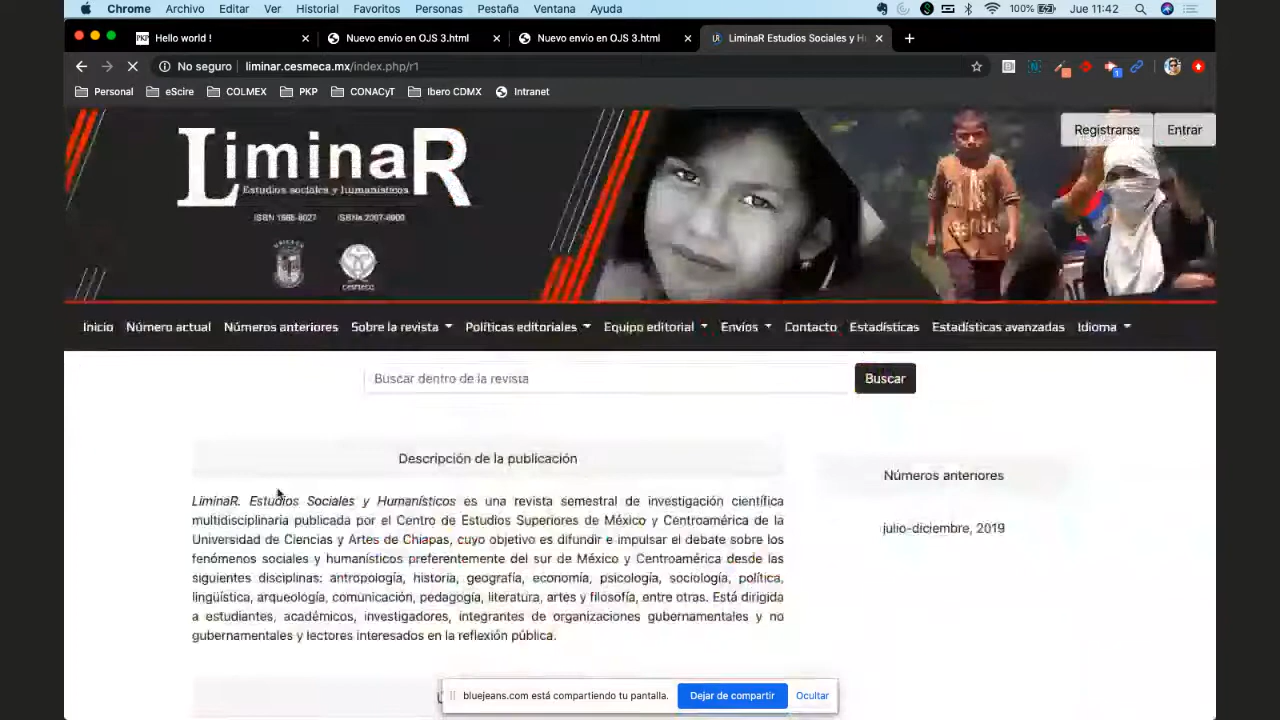 Chrome Archivo Editar Ver Historial Favoritos Personas Pestaña Ventana Ayuda 100% Jue 11:42
Hello world ! Nuevo envio en OJS 3.html Nuevo envio en OJS 3.html LiminaR Estudios Sociales y Hu
No seguro liminar.cesmeca.mx/index.php/r1
Personal eScire COLMEX PKP CONACyT Ibero CDMX Intranet
Registrarse Entrar
LiminaR
Estudios sociales y humanísticos
CESMECA
Inicio Número actual Números anteriores Sobre la revista Políticas editoriales Equipo editorial Envíos Contacto Estadísticas Estadísticas avanzadas Idioma
Buscar dentro de la revista Buscar
Descripción de la publicación
LiminaR. Estudios Sociales y Humanísticos es una revista semestral de investigación científica
multidisciplinaria publicada por el Centro de Estudios Superiores de México y Centroamérica de la
Universidad de Ciencias y Artes de Chiapas, cuyo objetivo es difundir e impulsar el debate sobre los
fenómenos sociales y humanísticos preferentemente del sur de México y Centroamérica desde las
siguientes disciplinas: antropología, historia, geografía, economía, psicología, sociología, política,
lingüística, arqueología, comunicación, pedagogía, literatura, artes y filosofía, entre otras. Está dirigida
a estudiantes, académicos, investigadores, integrantes de organizaciones gubernamentales y no
gubernamentales y lectores interesados en la reflexión pública.
Números anteriores
julio-diciembre, 2019
bluejeans.com está compartiendo tu pantalla. Dejar de compartir Ocultar